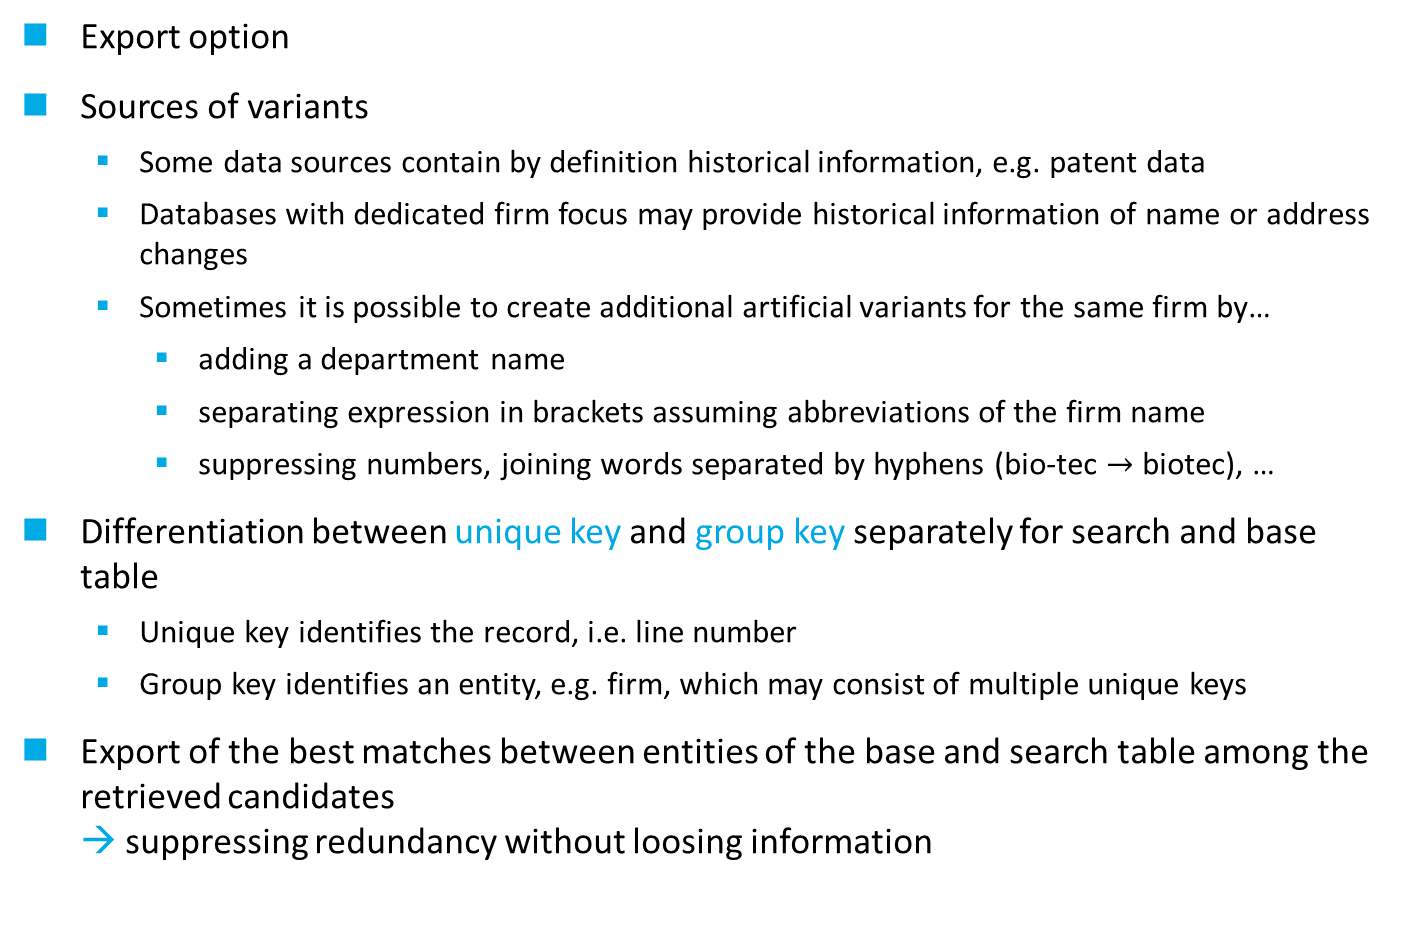 Export option
Sources of variants
Some data sources contain by definition historical information, e.g. patent data
Databases with dedicated firm focus may provide historical information of name or address
changes
Sometimes it is possible to create additional artificial variants for the same firm by...
adding a department name
separating expression in brackets assuming abbreviations of the firm name
suppressing numbers, joining words separated by hyphens (bio-tec → biotec), ...
Differentiation between unique key and group key separately for search and base
table
Unique key identifies the record, i.e. line number
Group key identifies an entity, e.g. firm, which may consist of multiple unique keys
Export of the best matches between entities of the base and search table among the
retrieved candidates
→ suppressing redundancy without loosing information